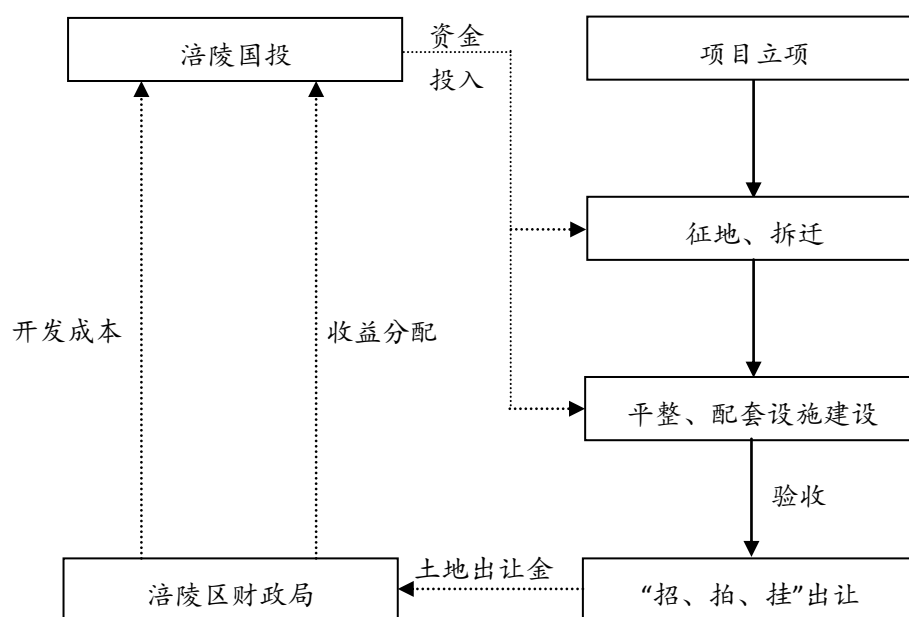 涪陵国投
资金
投入
项目立项
征地、拆迁
开发成本
收益分配
平整、配套设施建设
验收
涪陵区财政局
土地出让金
“招、拍、挂”出让